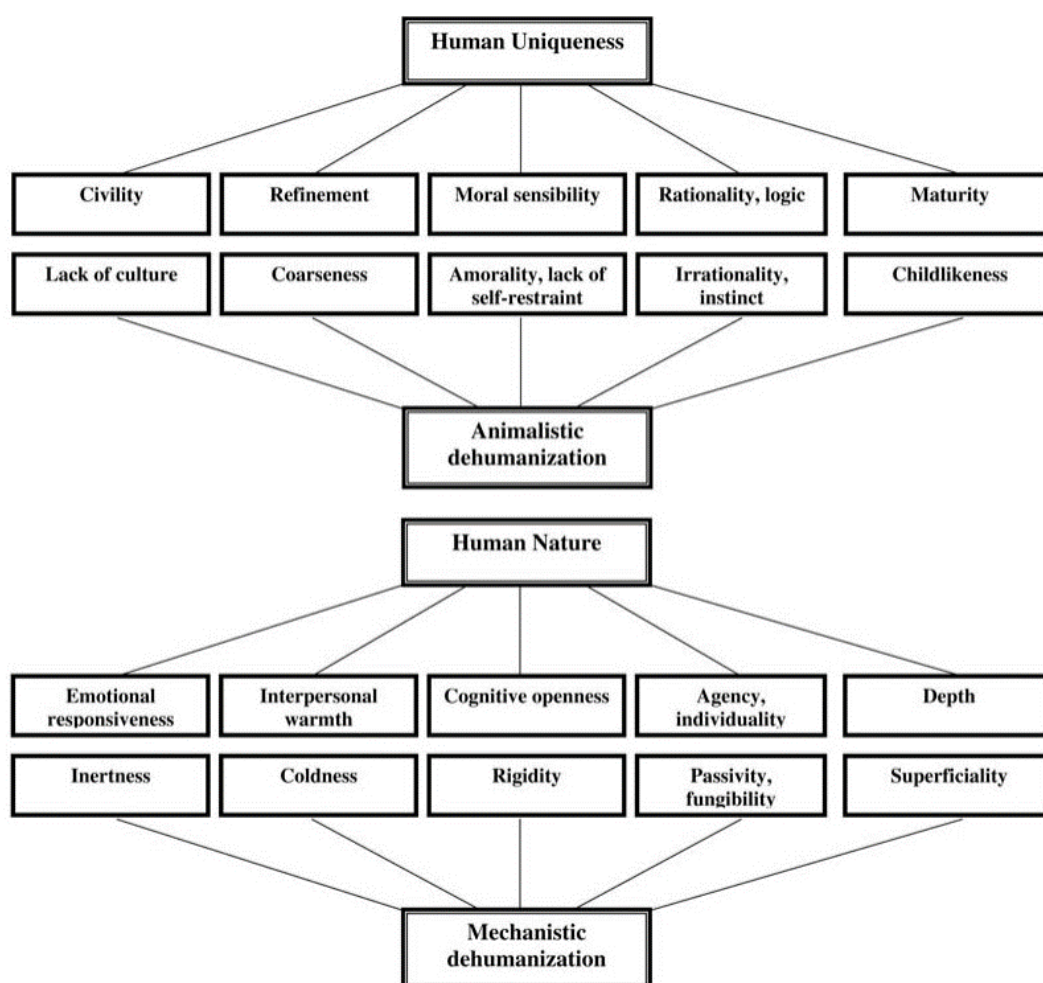 Human Uniqueness
Civility
Refinement
Moral sensibility
Rationality, logic
Maturity
Lack of culture
Coarseness
Amorality, lack of
self-restraint
Irrationality,
instinct
Childlikeness
Animalistic
dehumanization
Human Nature
Emotional
responsiveness
Interpersonal
warmth
Cognitive openness
Agency,
individuality
Depth
Inertness
Coldness
Rigidity
Passivity,
fungibility
Superficiality
Mechanistic
dehumanization